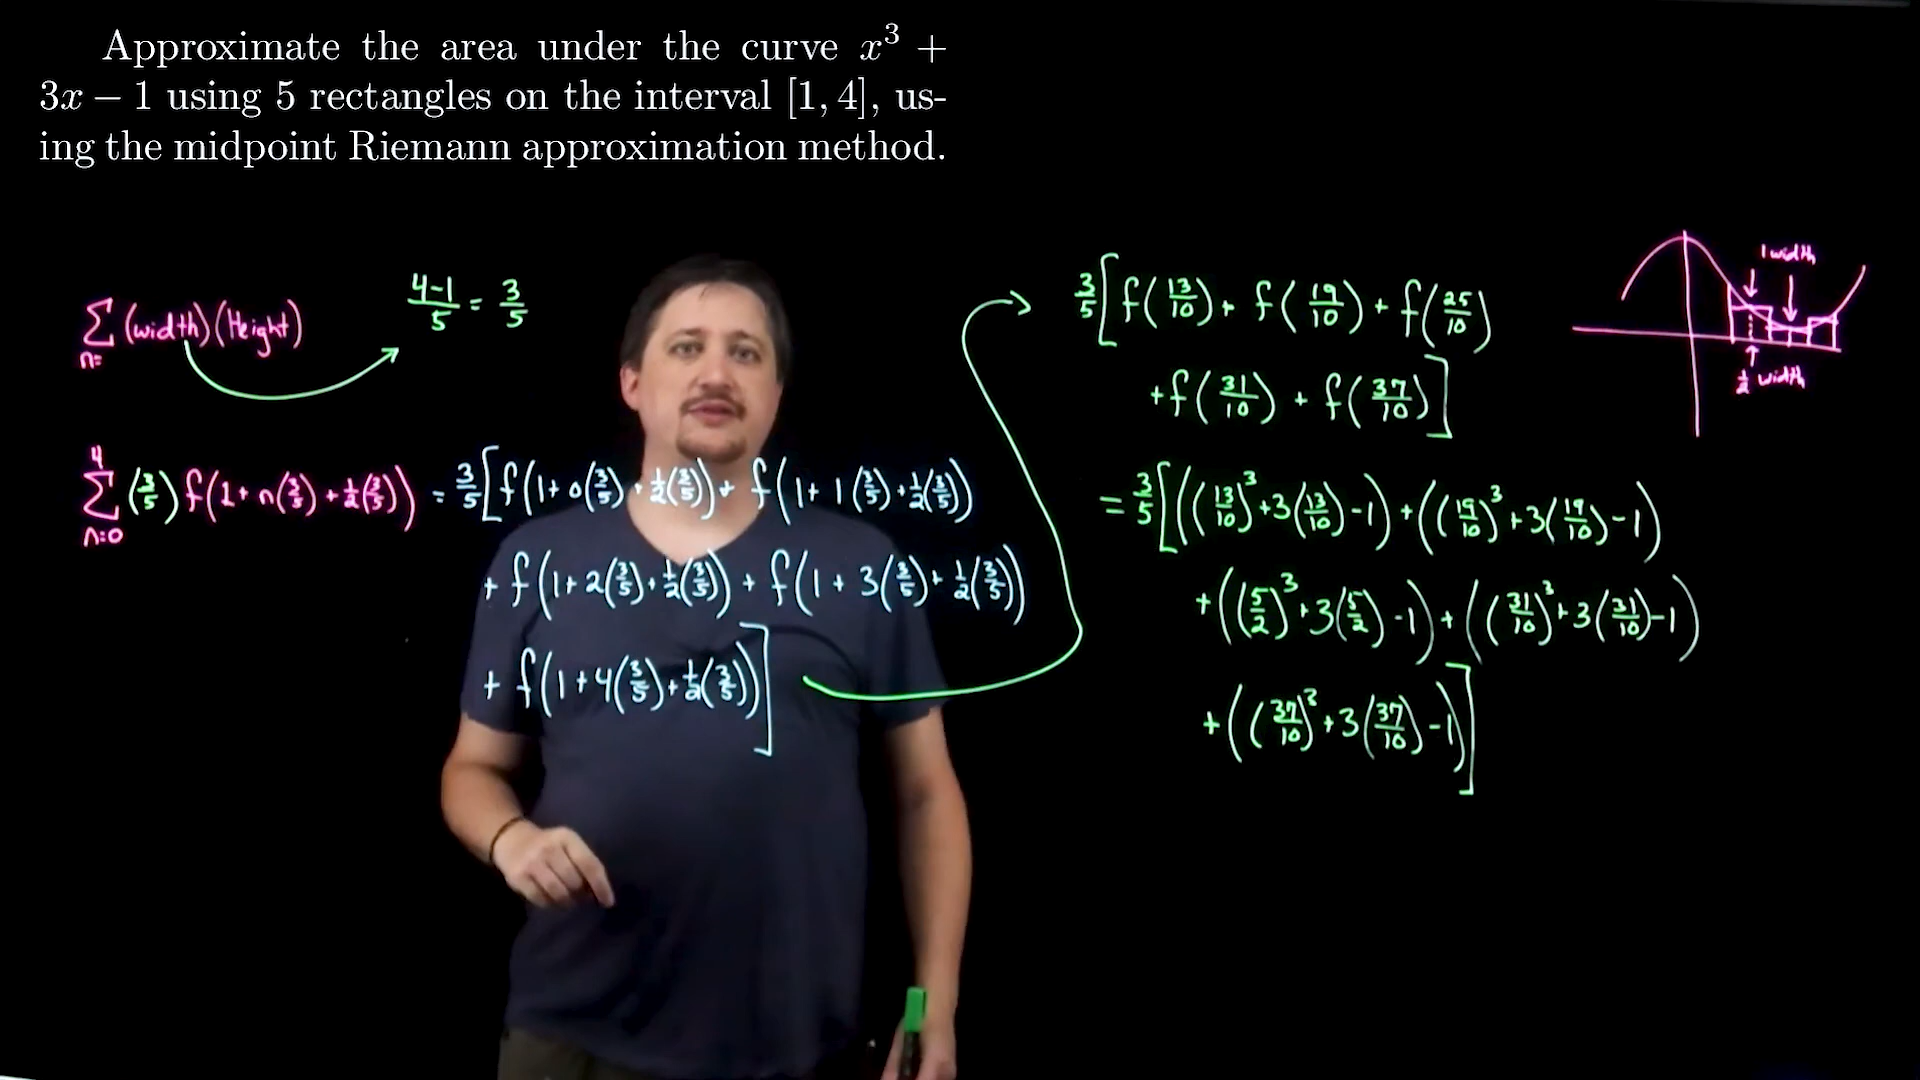 Approximate the area under the curve x³ +
3x − 1 using 5 rectangles on the interval [1, 4], us-
ing the midpoint Riemann approximation method.
∑ n= (width)(Height)
(4-1)/5 = 3/5
∑ n=0 4 (3/5) f(1+n(3/5)+½(3/5)) = 3/5[f(1+0(3/5)+½(3/5))+ f(1+1(3/5)+½(3/5))
+ f(1+2(3/5)+½(3/5)) + f(1+3(3/5)+½(3/5))
+ f(1+4(3/5)+½(3/5))]
3/5[f(13/10)+ f(19/10) + f(25/10)
+f(31/10) + f(37/10)]
= 3/5[((13/10)³+3(13/10)-1)+((19/10)³+3(19/10)-1)
+((5/2)³+3(5/2)-1)+((31/10)³+3(31/10)-1)
+((37/10)³+3(37/10)-1)]
1 width
½ width